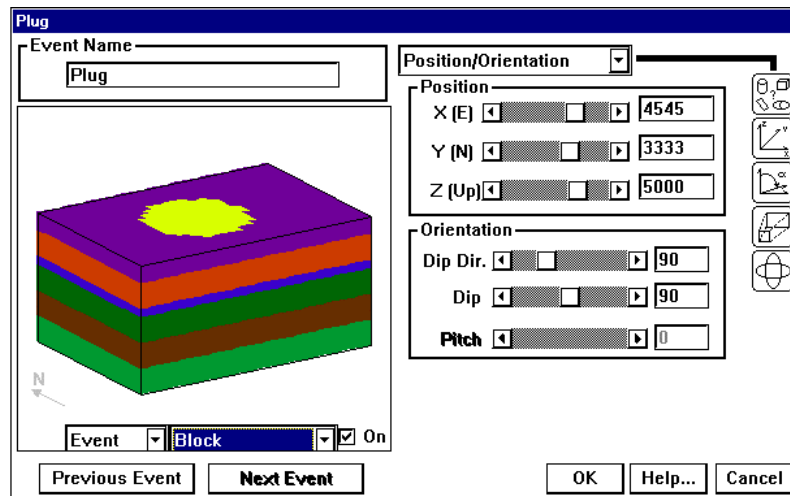 Plug
Event Name
Plug
Position/Orientation
Position
X (E) 4545
Y (N) 3333
Z (Up) 5000
Orientation
Dip Dir. 90
Dip 90
Pitch 0
N
Event Block On
Previous Event Next Event OK Help... Cancel